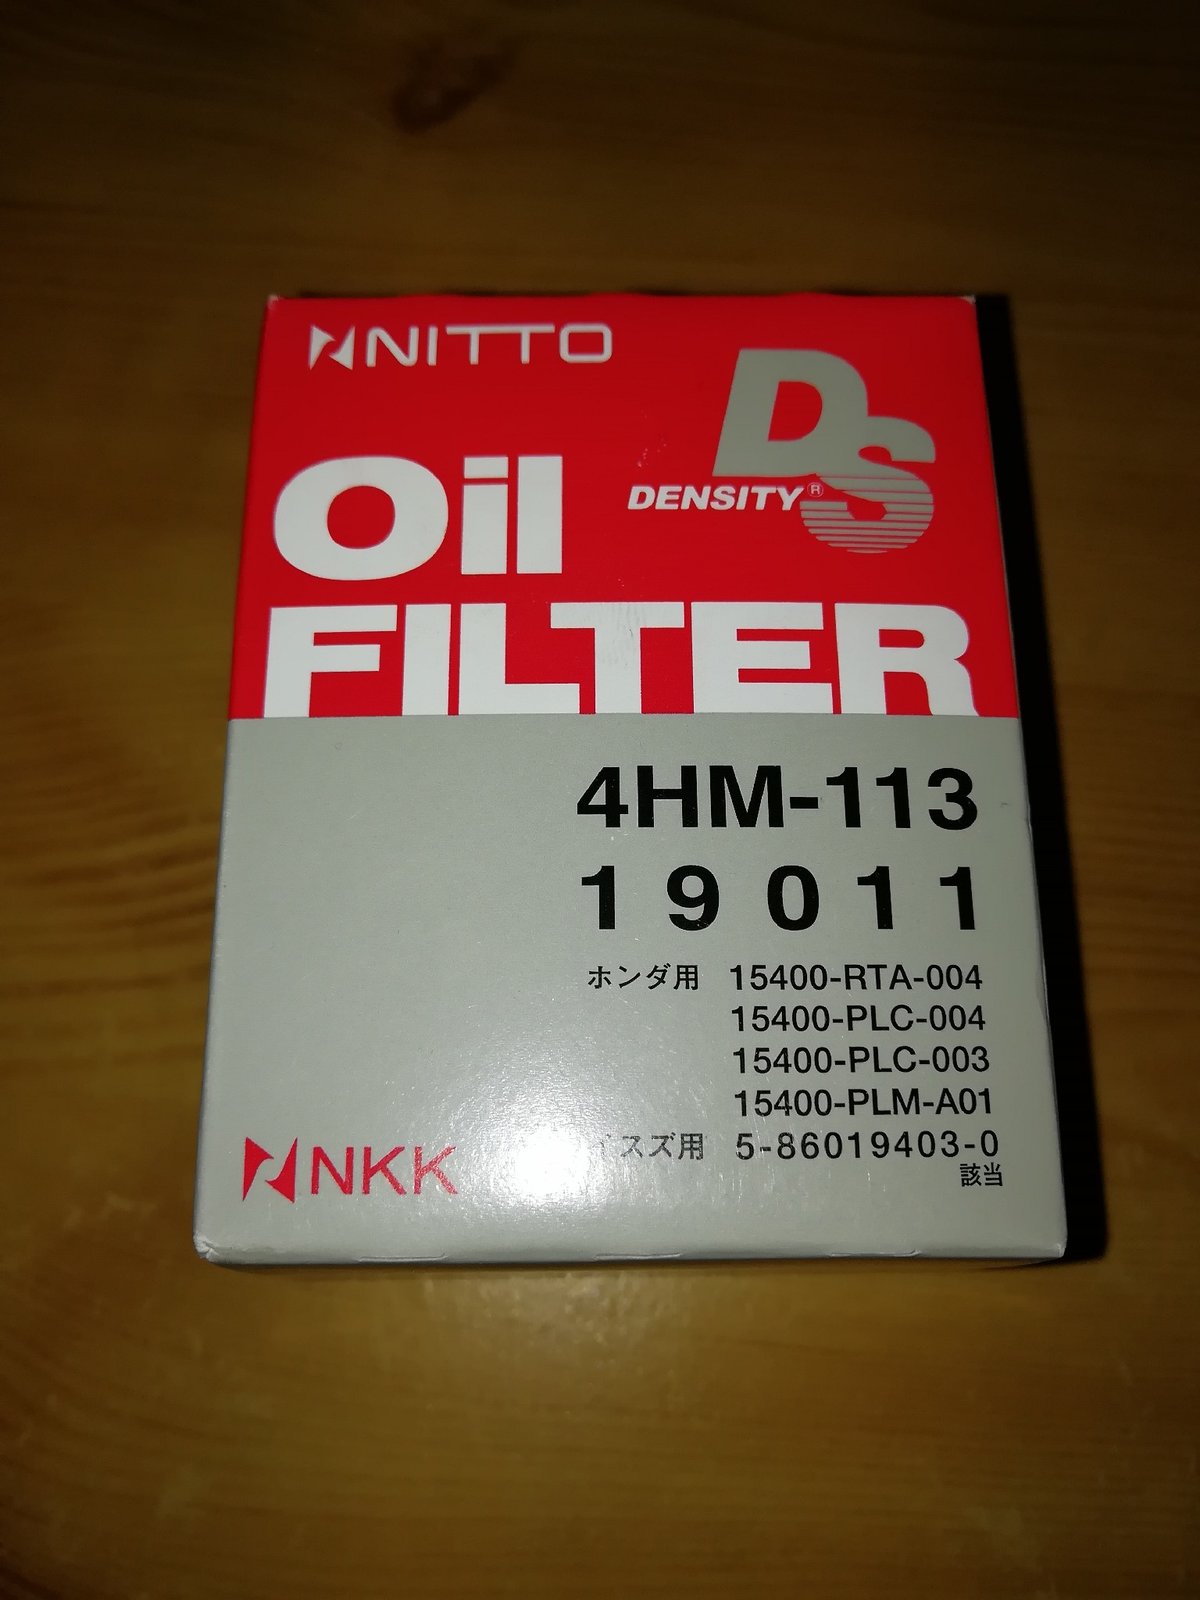 NITTO
DS
DENSITY®
Oil
FILTER
4HM-113
19011
ホンダ用 15400-RTA-004
15400-PLC-004
15400-PLC-003
15400-PLM-A01
イスズ用 5-86019403-0
該当
NKK